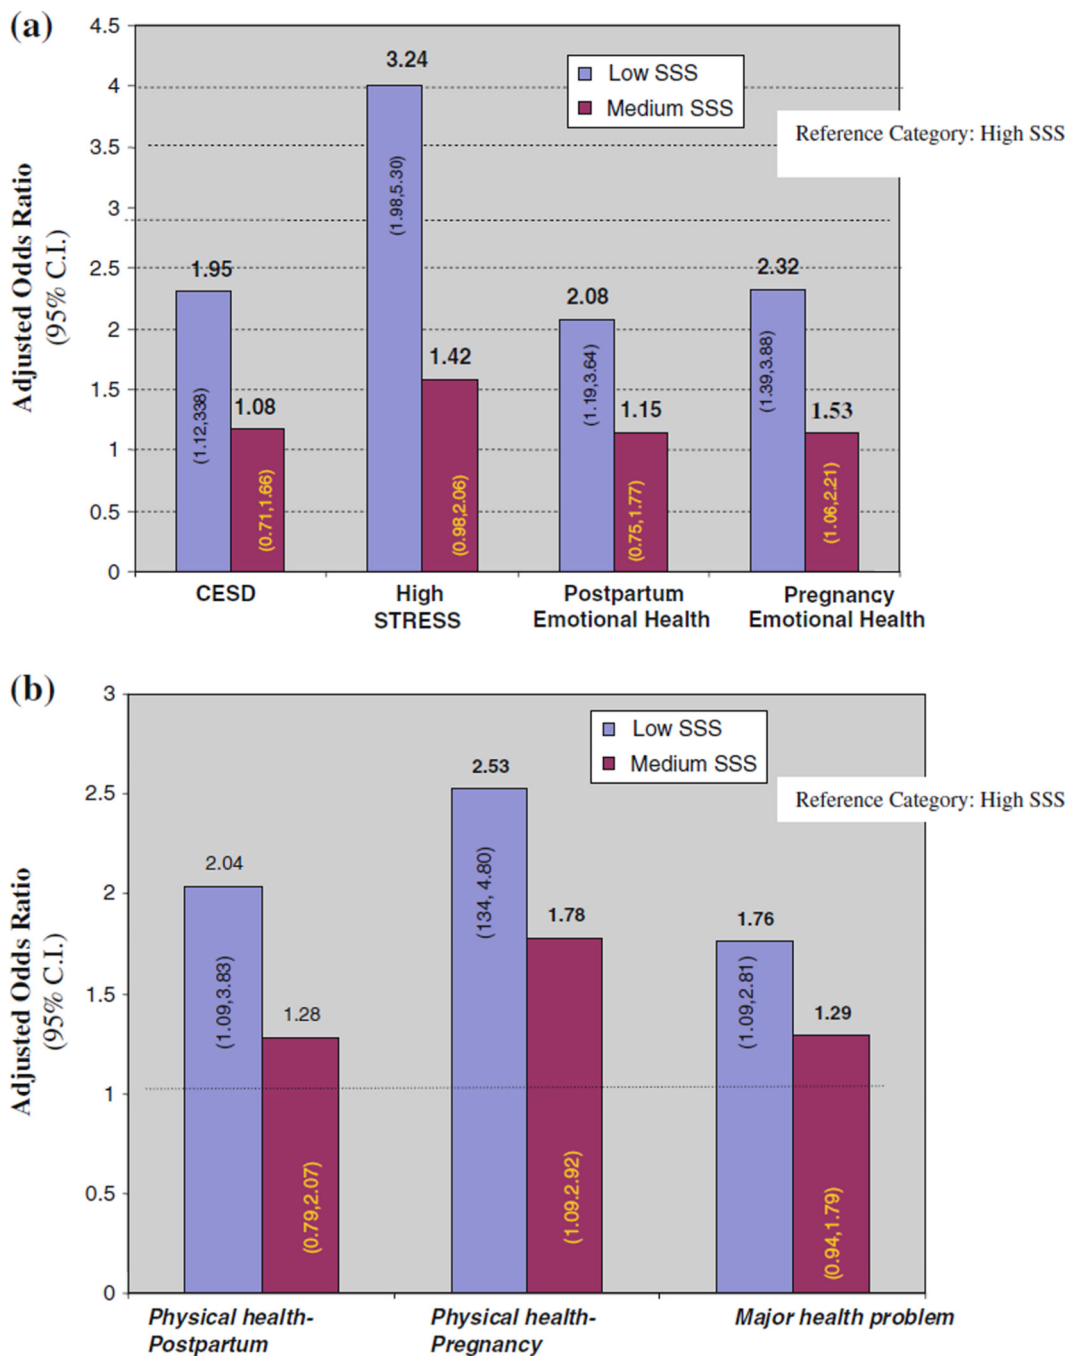 (a)
4.5
4
3.5
3
2.5
2
1.5
1
0.5
0
Adjusted Odds Ratio
(95% C.I.)
Low SSS
Medium SSS
Reference Category: High SSS
1.95
(1.12,338)
1.08
(0.71,1.66)
3.24
(1.98,5.30)
1.42
(0.98,2.06)
2.08
(1.19,3.64)
1.15
(0.75,1.77)
2.32
(1.39,3.88)
1.53
(1.06,2.21)
CESD
High
STRESS
Postpartum
Emotional Health
Pregnancy
Emotional Health
(b)
3
2.5
2
1.5
1
0.5
0
Adjusted Odds Ratio
(95% C.I.)
Low SSS
Medium SSS
Reference Category: High SSS
2.04
(1.09,3.83)
1.28
(0.79,2.07)
2.53
(134, 4.80)
1.78
(1.09.2.92)
1.76
(1.09,2.81)
1.29
(0.94,1.79)
Physical health-
Postpartum
Physical health-
Pregnancy
Major health problem